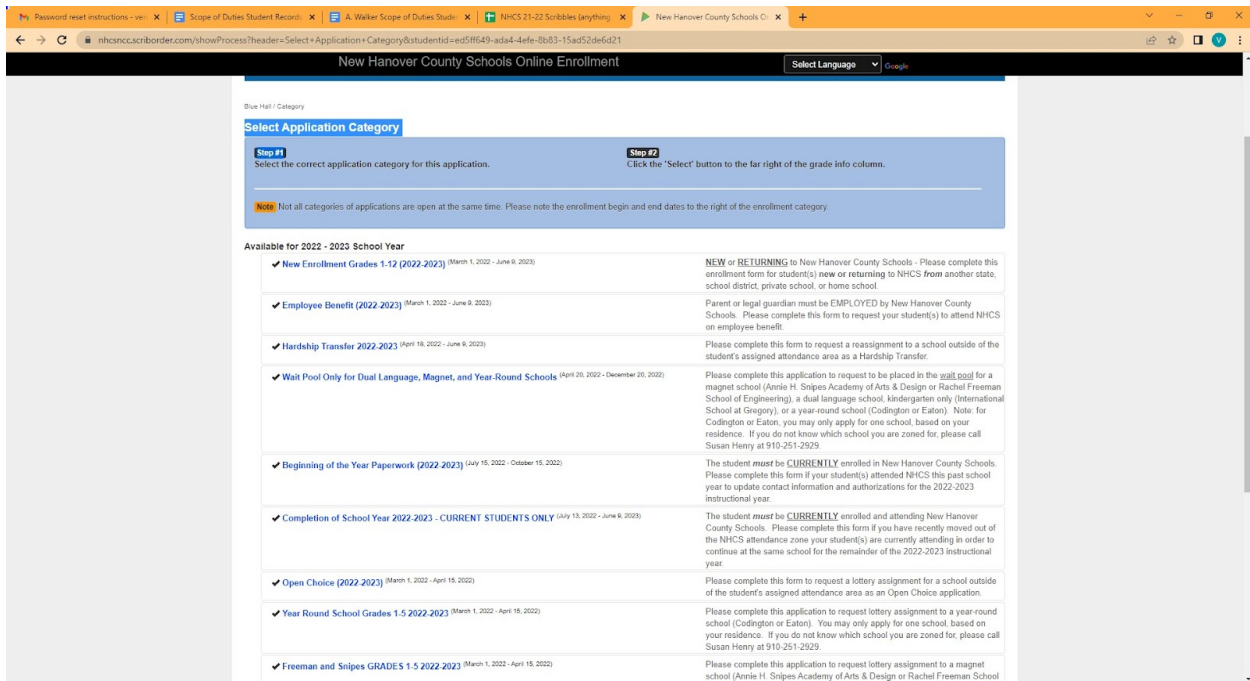 Password reset instructions - ver
Scope of Duties Student Records
A. Walker Scope of Duties Studen
NHCS 21-22 Scribbles (anything
New Hanover County Schools On
nhcsncc.scriborder.com/showProcess?header=Select+Application+Category&studentid=ed5ff649-ada4-4efe-8b83-15ad52de6d21
V
New Hanover County Schools Online Enrollment
Select Language
Google
Blue Hall / Category
Select Application Category
Step #1
Select the correct application category for this application.
Step #2
Click the 'Select' button to the far right of the grade info column.
Note Not all categories of applications are open at the same time. Please note the enrollment begin and end dates to the right of the enrollment category.
Available for 2022 - 2023 School Year
New Enrollment Grades 1-12 (2022-2023) (March 1, 2022 - June 9, 2023)
NEW or RETURNING to New Hanover County Schools - Please complete this
enrollment form for student(s) new or returning to NHCS from another state,
school district, private school, or home school.
Employee Benefit (2022-2023) (March 1, 2022 - June 9, 2023)
Parent or legal guardian must be EMPLOYED by New Hanover County
Schools. Please complete this form to request your student(s) to attend NHCS
on employee benefit.
Hardship Transfer 2022-2023 (April 18, 2022 - June 9, 2023)
Please complete this form to request a reassignment to a school outside of the
student's assigned attendance area as a Hardship Transfer.
Wait Pool Only for Dual Language, Magnet, and Year-Round Schools (April 20, 2022 - December 20, 2022)
Please complete this application to request to be placed in the wait pool for a
magnet school (Annie H. Snipes Academy of Arts & Design or Rachel Freeman
School of Engineering), a dual language school, kindergarten only (International
School at Gregory), or a year-round school (Codington or Eaton). Note: for
Codington or Eaton, you may only apply for one school, based on your
residence. If you do not know which school you are zoned for, please call
Susan Henry at 910-251-2929.
Beginning of the Year Paperwork (2022-2023) (July 15, 2022 - October 15, 2022)
The student must be CURRENTLY enrolled in New Hanover County Schools.
Please complete this form if your student(s) attended NHCS this past school
year to update contact information and authorizations for the 2022-2023
instructional year.
Completion of School Year 2022-2023 - CURRENT STUDENTS ONLY (July 13, 2022 - June 9, 2023)
The student must be CURRENTLY enrolled and attending New Hanover
County Schools. Please complete this form if you have recently moved out of
the NHCS attendance zone your student(s) are currently attending in order to
continue at the same school for the remainder of the 2022-2023 instructional
year.
Open Choice (2022-2023) (March 1, 2022 - April 15, 2022)
Please complete this form to request a lottery assignment for a school outside
of the student's assigned attendance area as an Open Choice application.
Year Round School Grades 1-5 2022-2023 (March 1, 2022 - April 15, 2022)
Please complete this application to request lottery assignment to a year-round
school (Codington or Eaton). You may only apply for one school, based on
your residence. If you do not know which school you are zoned for, please call
Susan Henry at 910-251-2929.
Freeman and Snipes GRADES 1-5 2022-2023 (March 1, 2022 - April 15, 2022)
Please complete this application to request lottery assignment to a magnet
school (Annie H. Snipes Academy of Arts & Design or Rachel Freeman School